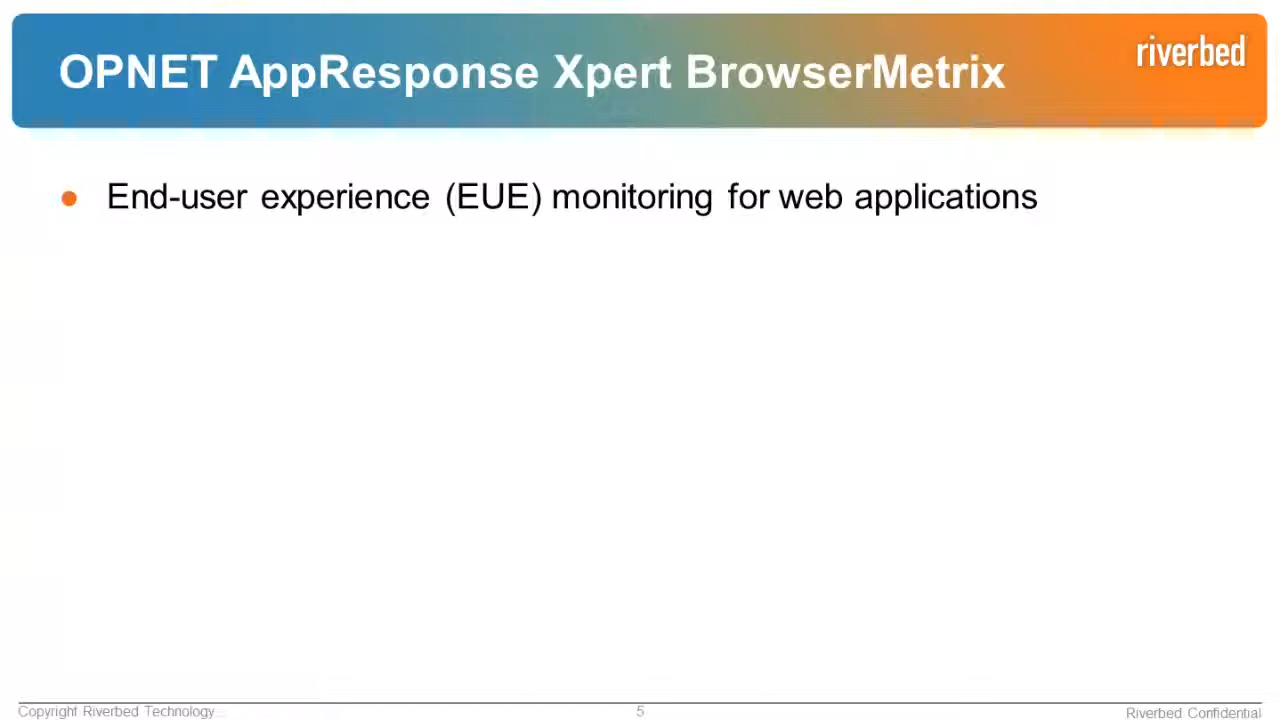 OPNET AppResponse Xpert BrowserMetrix
riverbed
● End-user experience (EUE) monitoring for web applications
Copyright Riverbed Technology
5
Riverbed Confidential